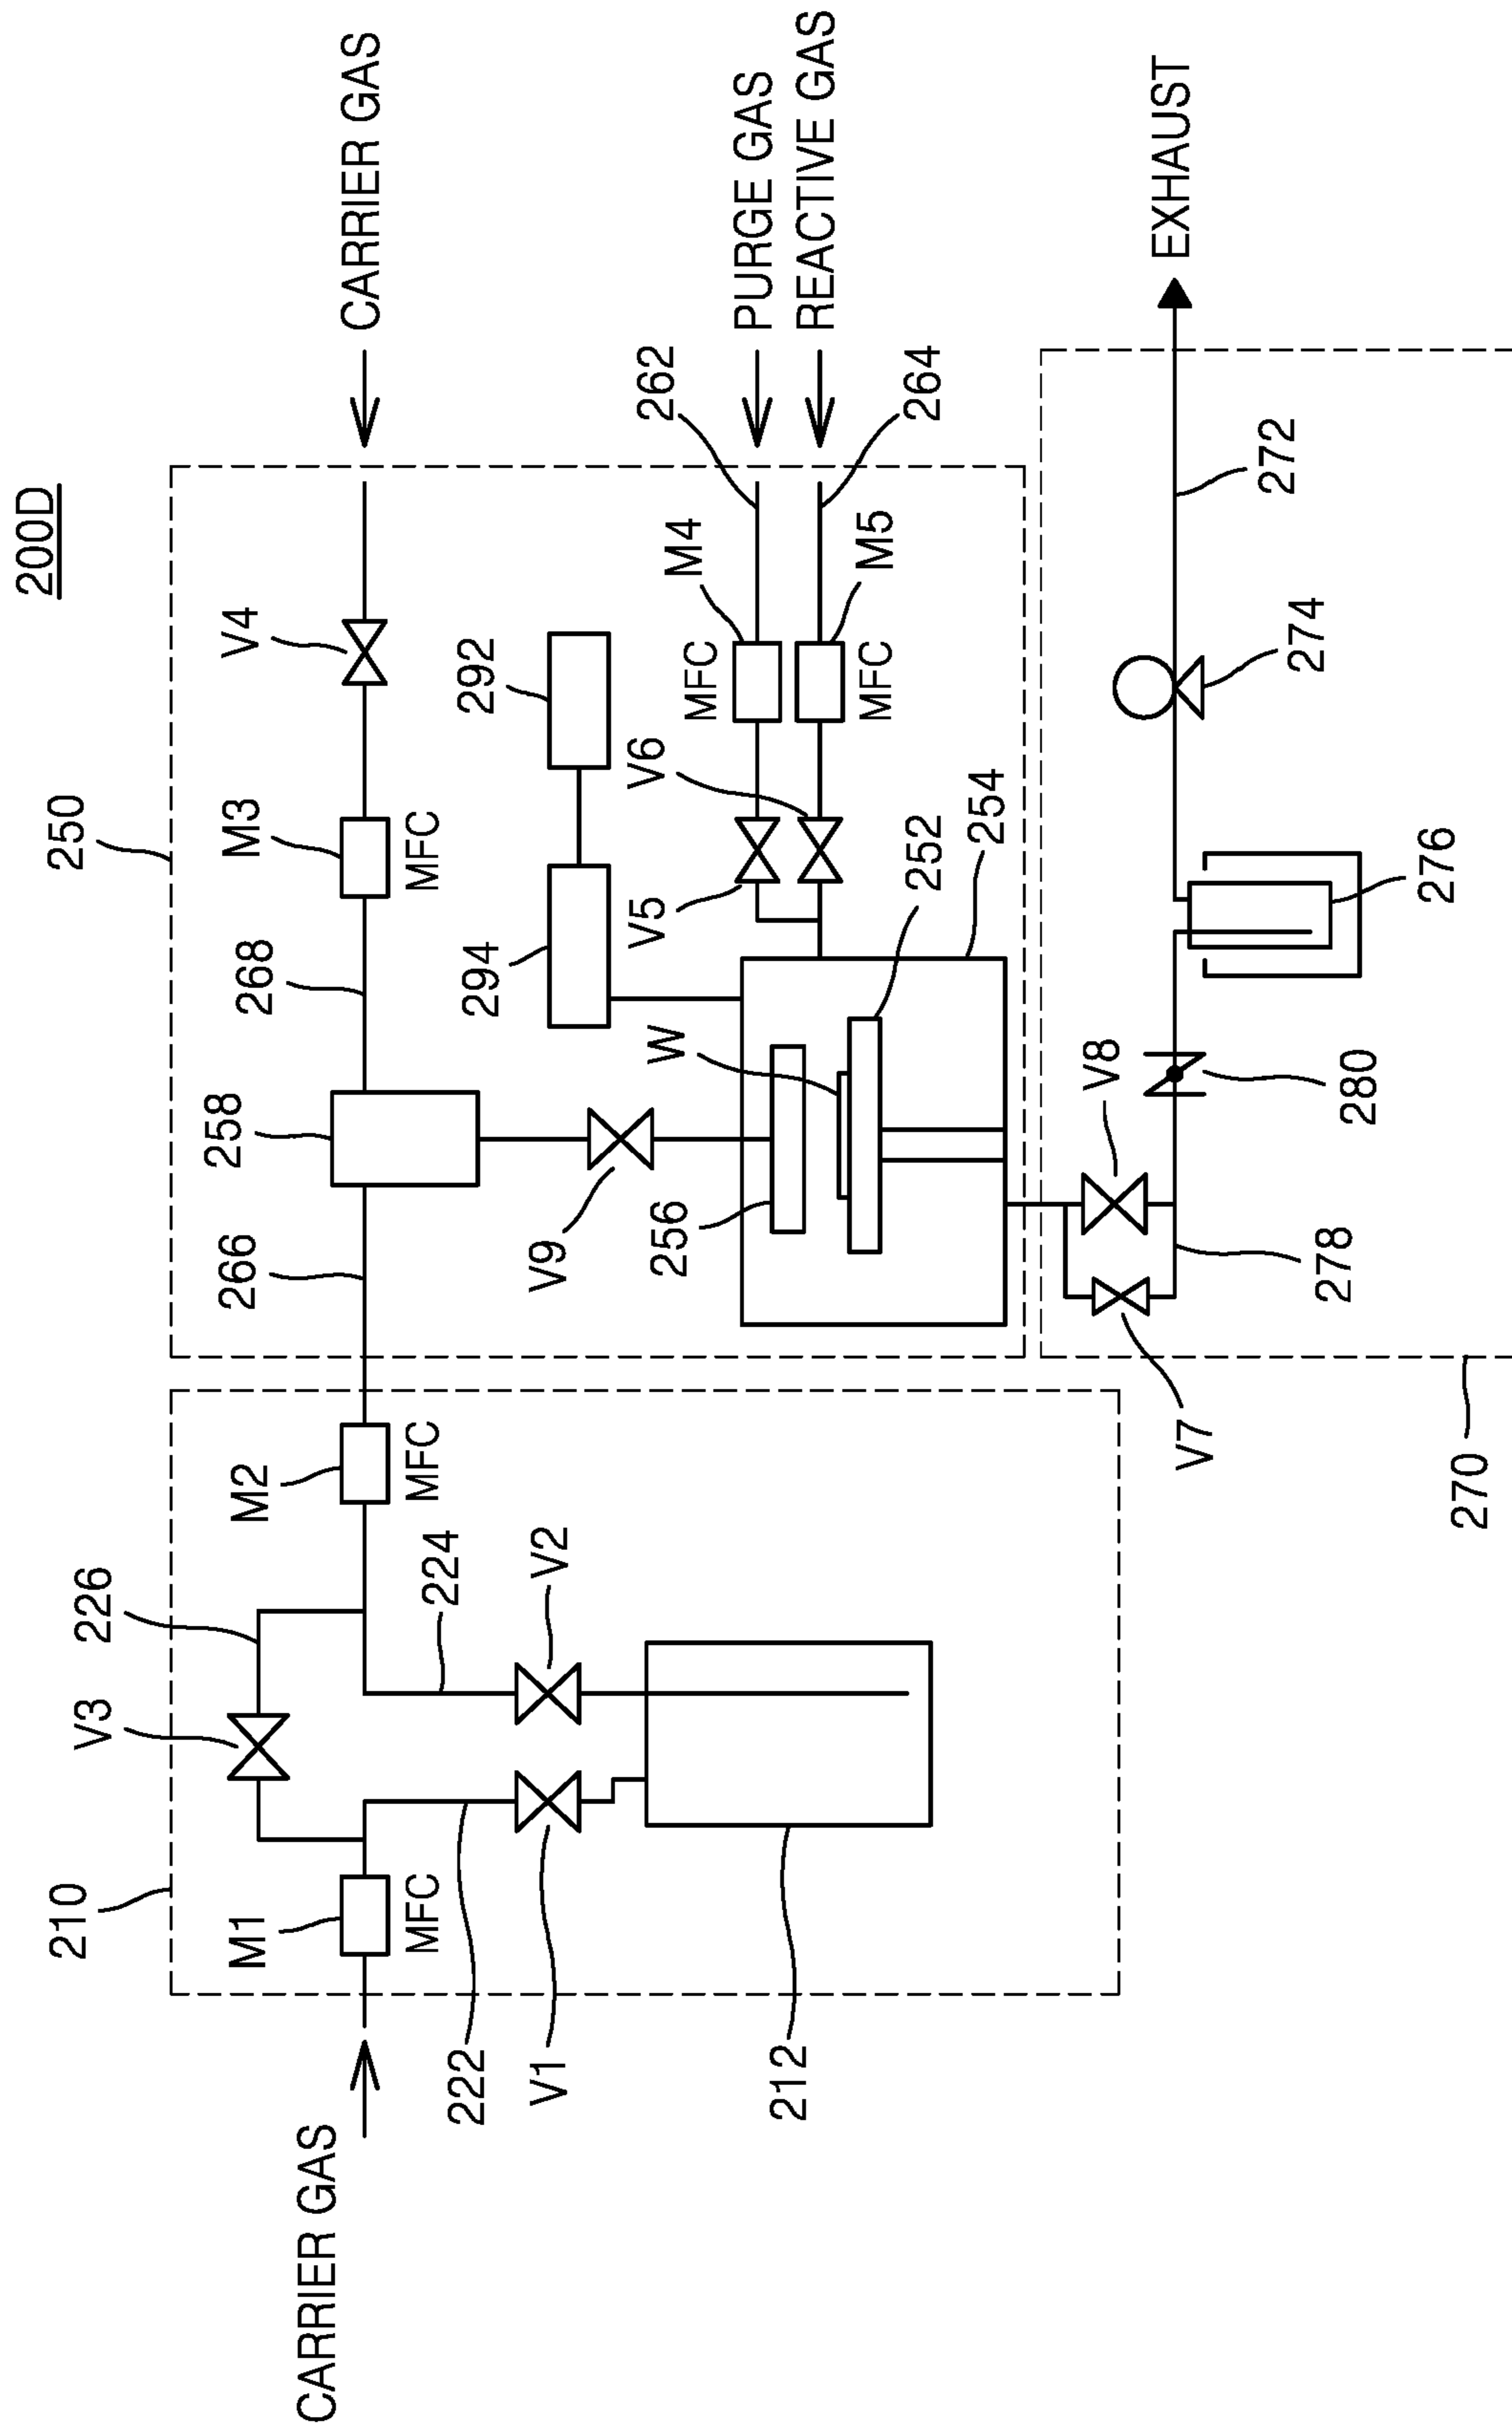 200D
210
226
V3
M1
MFC
CARRIER GAS
222
V1
212
224
V2
M2
MFC
250
266
258
268
M3
MFC
V4
CARRIER GAS
V9
256
W
294
292
V5
V6
M4
MFC
M5
MFC
262
264
PURGE GAS
REACTIVE GAS
252
254
V7
V8
278
280
276
274
272
EXHAUST
270